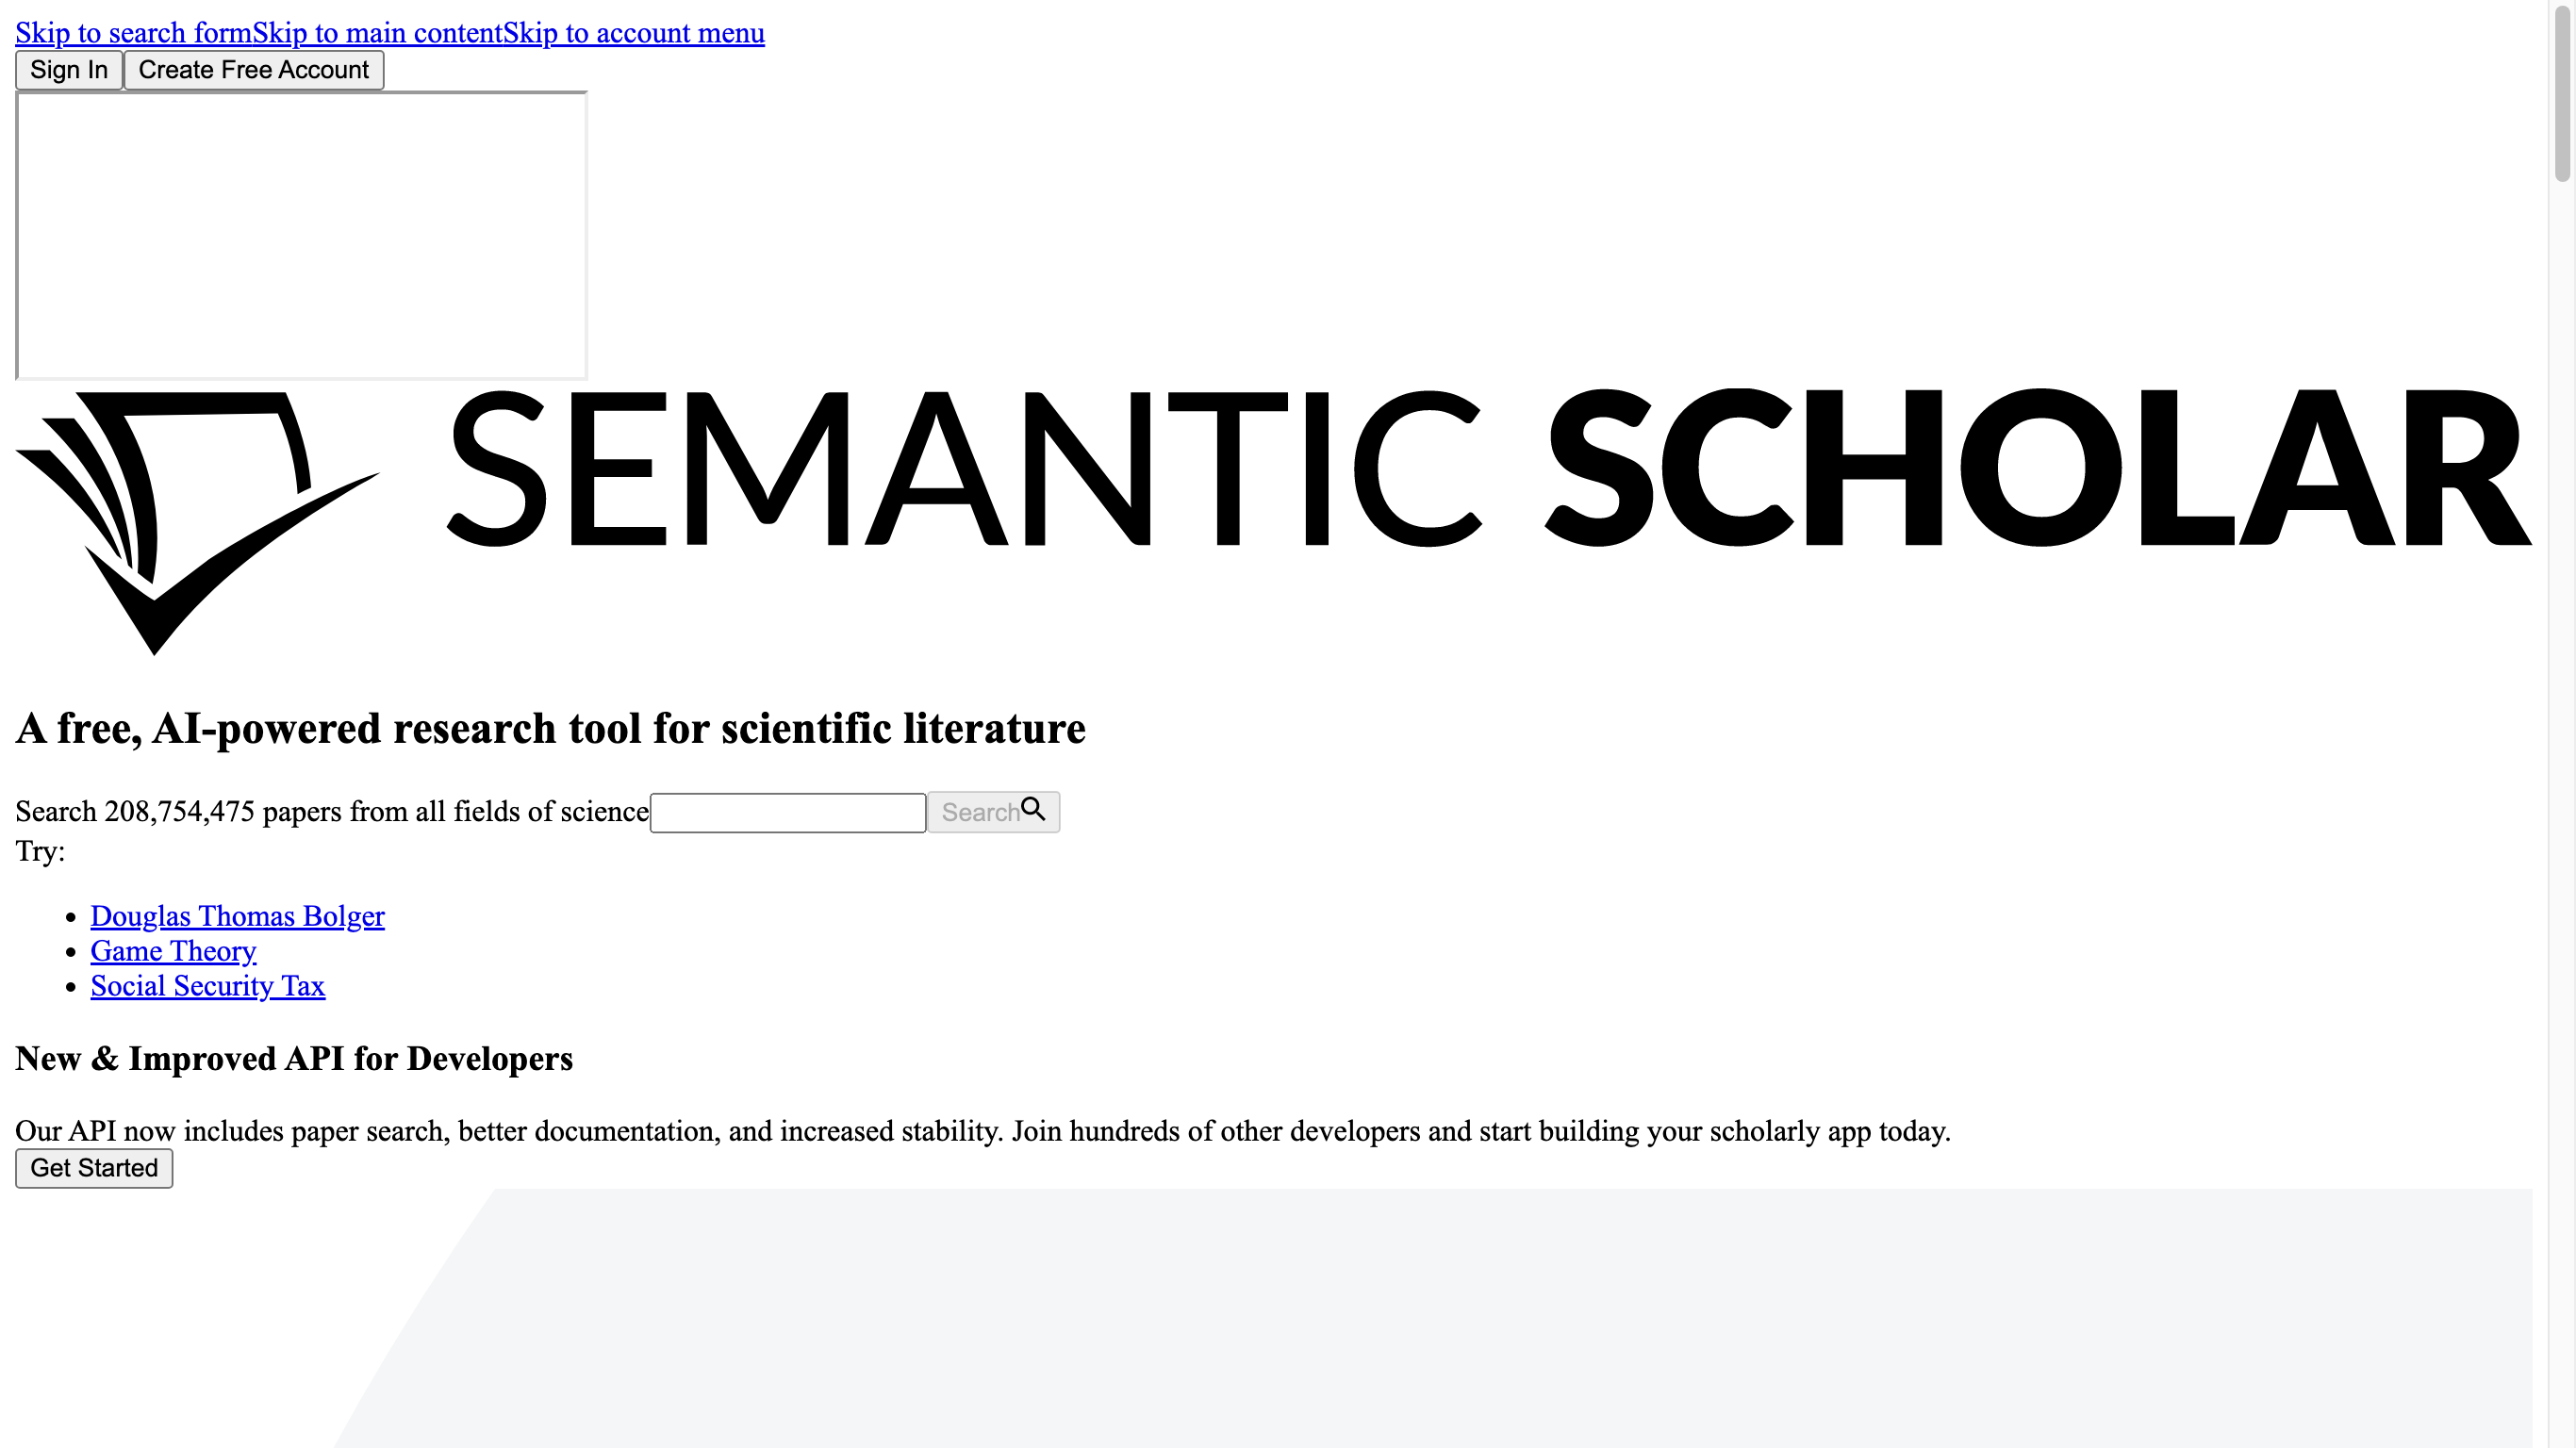 Skip to search formSkip to main contentSkip to account menu
Sign In Create Free Account
SEMANTIC SCHOLAR
A free, AI-powered research tool for scientific literature
Search 208,754,475 papers from all fields of science Search
Try:
Douglas Thomas Bolger
Game Theory
Social Security Tax
New & Improved API for Developers
Our API now includes paper search, better documentation, and increased stability. Join hundreds of other developers and start building your scholarly app today.
Get Started